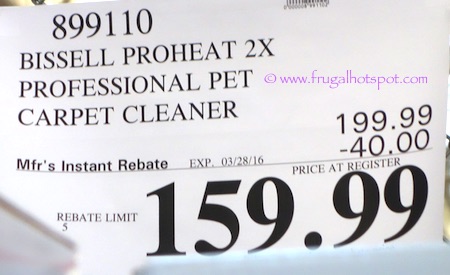 899110
BISSELL PROHEAT 2X
PROFESSIONAL PET
© www.frugalhotspot.com
CARPET CLEANER
199.99
-40.00
Mfr's Instant Rebate EXP. 03/28/16
PRICE AT REGISTER
REBATE LIMIT
5
159.99